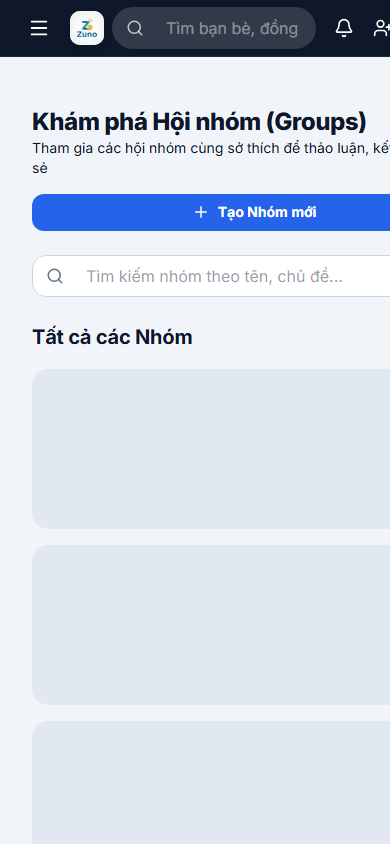 Zuno
Tìm bạn bè, đồng
Khám phá Hội nhóm (Groups)
Tham gia các hội nhóm cùng sở thích để thảo luận, kết
sẻ
Tạo Nhóm mới
Tìm kiếm nhóm theo tên, chủ đề...
Tất cả các Nhóm